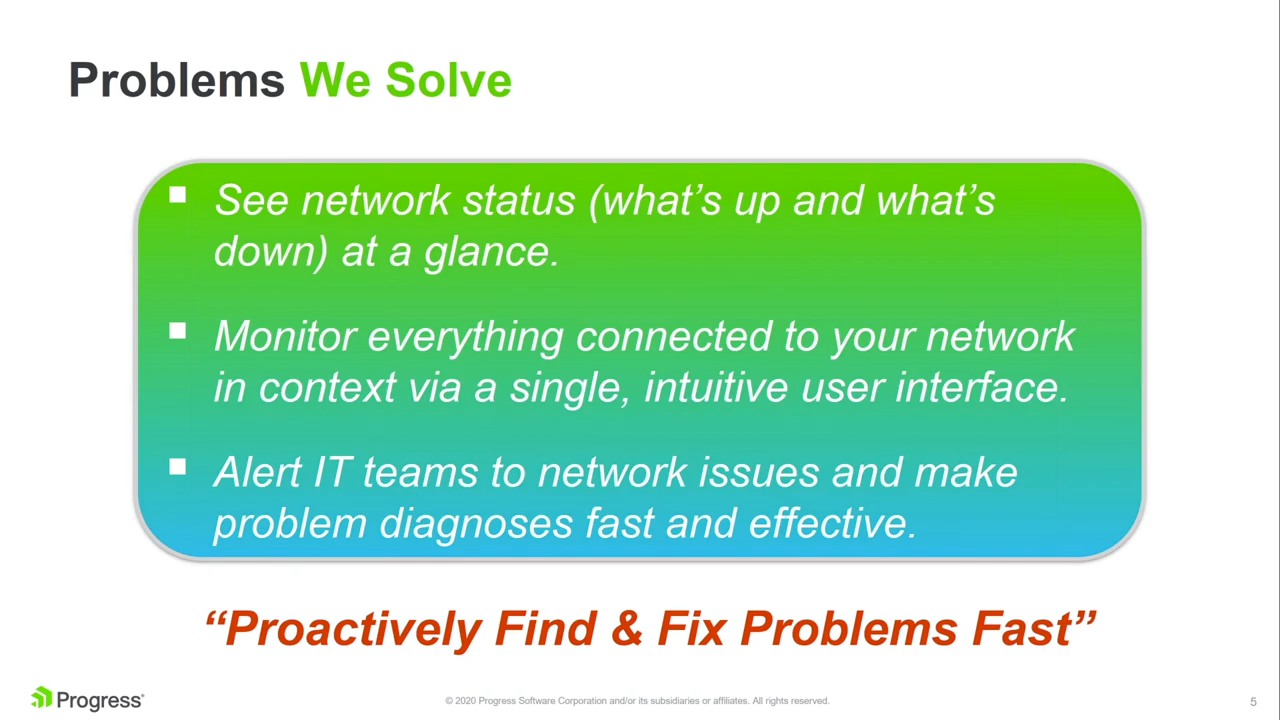 Problems We Solve
▪ See network status (what’s up and what’s
down) at a glance.
▪ Monitor everything connected to your network
in context via a single, intuitive user interface.
▪ Alert IT teams to network issues and make
problem diagnoses fast and effective.
“Proactively Find & Fix Problems Fast”
Progress®
© 2020 Progress Software Corporation and/or its subsidiaries or affiliates. All rights reserved.
5